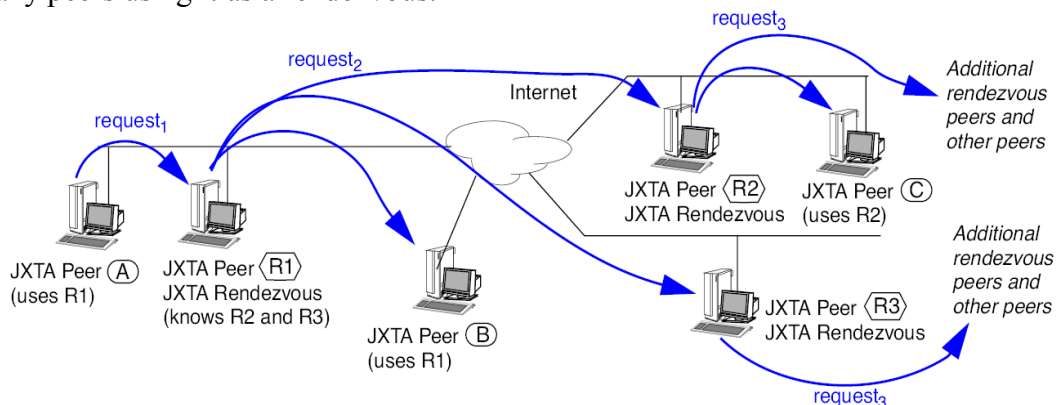 request3
request2
Additional
rendezvous
peers and
other peers
Internet
request1
JXTA Peer R2
JXTA Rendezvous
JXTA Peer C
(uses R2)
JXTA Peer A
(uses R1)
JXTA Peer R1
JXTA Rendezvous
(knows R2 and R3)
JXTA Peer B
(uses R1)
JXTA Peer R3
JXTA Rendezvous
Additional
rendezvous
peers and
other peers
request3